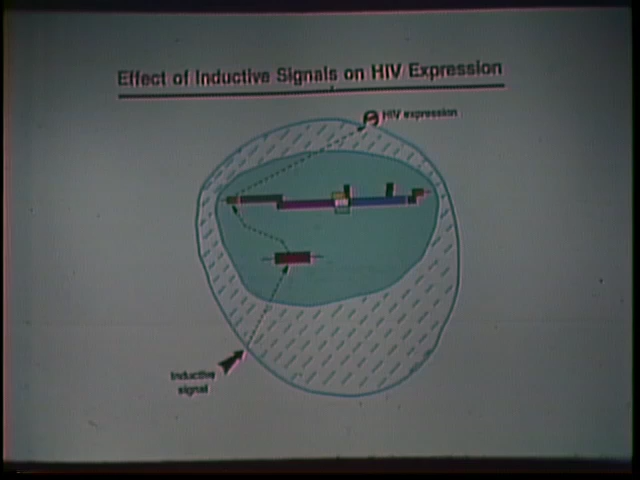 Effect of Inductive Signals on HIV Expression
HIV expression
Inductive
signal